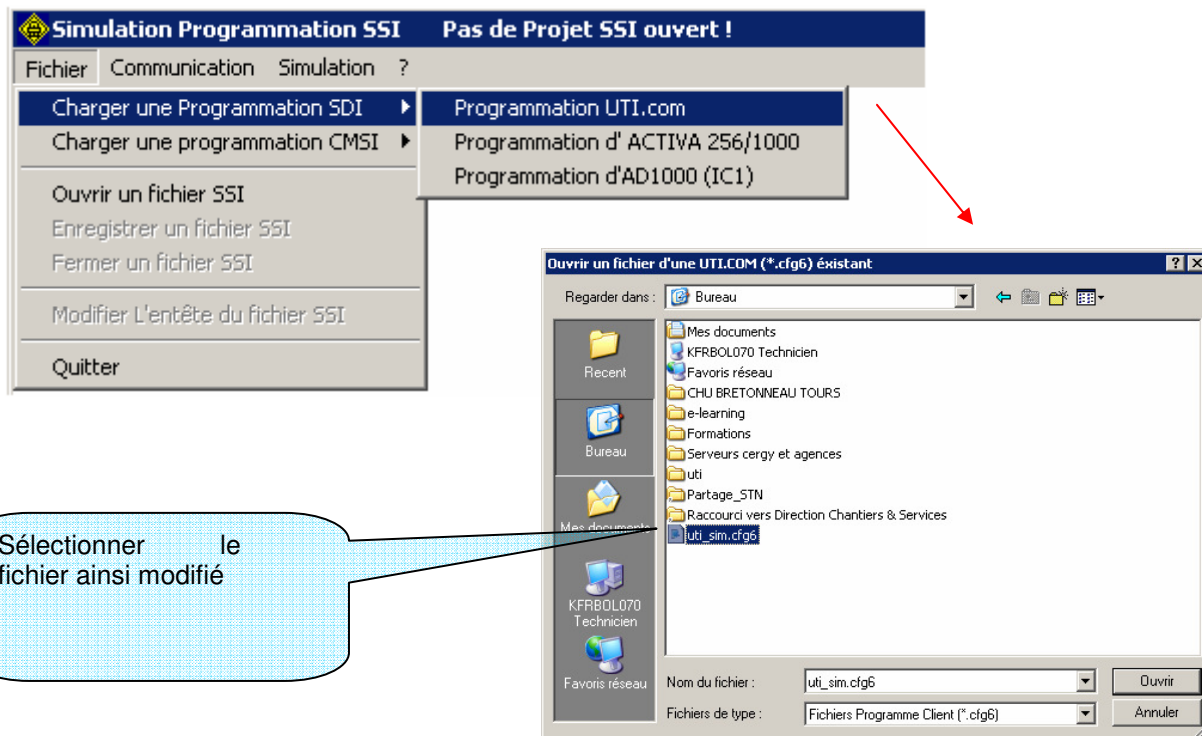 Simulation Programmation SSI Pas de Projet SSI ouvert !
Fichier Communication Simulation ?
Charger une Programmation SDI
Charger une programmation CMSI
Ouvrir un fichier SSI
Enregistrer un fichier SSI
Fermer un fichier SSI
Modifier L'entête du fichier SSI
Quitter
Programmation UTI.com
Programmation d' ACTIVA 256/1000
Programmation d'AD1000 (IC1)
Ouvrir un fichier d'une UTI.COM (*.cfg6) éxistant
Regarder dans : Bureau
Recent
Bureau
Mes documents
KFRBOL070
Technicien
Favoris réseau
Mes documents
KFRBOL070 Technicien
Favoris réseau
CHU BRETONNEAU TOURS
e-learning
Formations
Serveurs cergy et agences
uti
Partage_STN
Raccourci vers Direction Chantiers & Services
uti_sim.cfg6
Nom du fichier : uti_sim.cfg6 Ouvrir
Fichiers de type : Fichiers Programme Client (*.cfg6) Annuler
Sélectionner le
fichier ainsi modifié